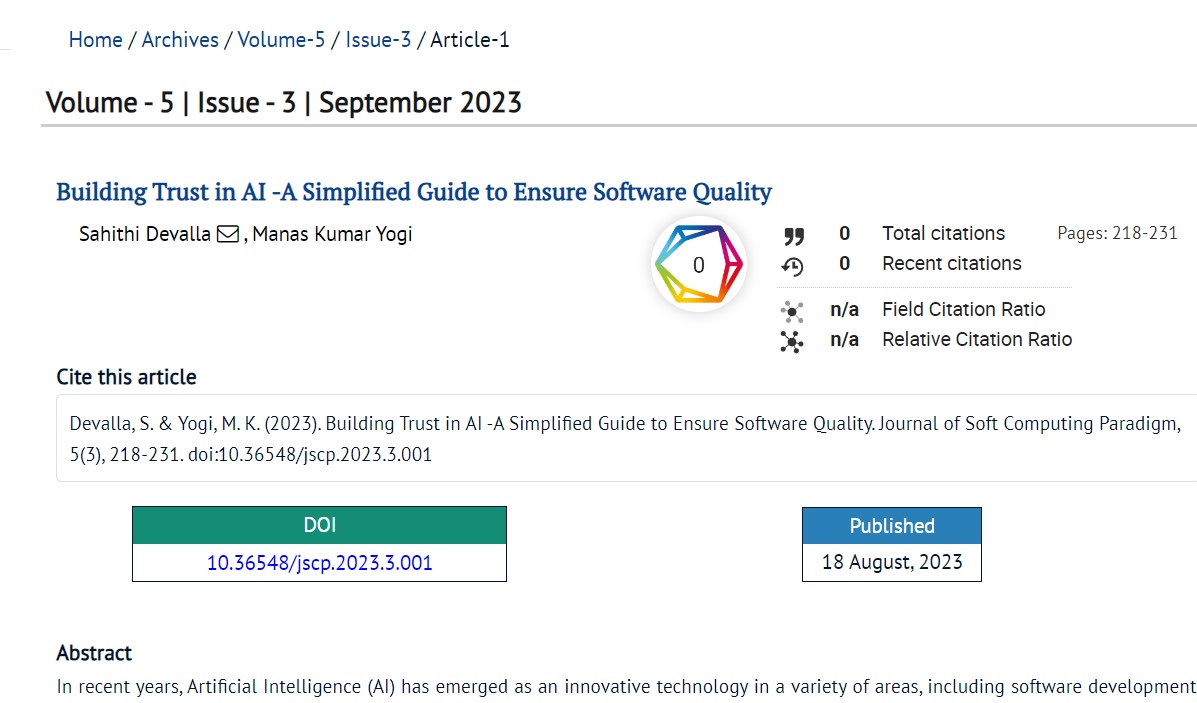 Home / Archives / Volume-5 / Issue-3 / Article-1
Volume - 5 | Issue - 3 | September 2023
Building Trust in AI -A Simplified Guide to Ensure Software Quality
Sahithi Devalla , Manas Kumar Yogi
0
0 Total citations
0 Recent citations
n/a Field Citation Ratio
n/a Relative Citation Ratio
Pages: 218-231
Cite this article
Devalla, S. & Yogi, M. K. (2023). Building Trust in AI -A Simplified Guide to Ensure Software Quality. Journal of Soft Computing Paradigm,
5(3), 218-231. doi:10.36548/jscp.2023.3.001
DOI
10.36548/jscp.2023.3.001
Published
18 August, 2023
Abstract
In recent years, Artificial Intelligence (AI) has emerged as an innovative technology in a variety of areas, including software development